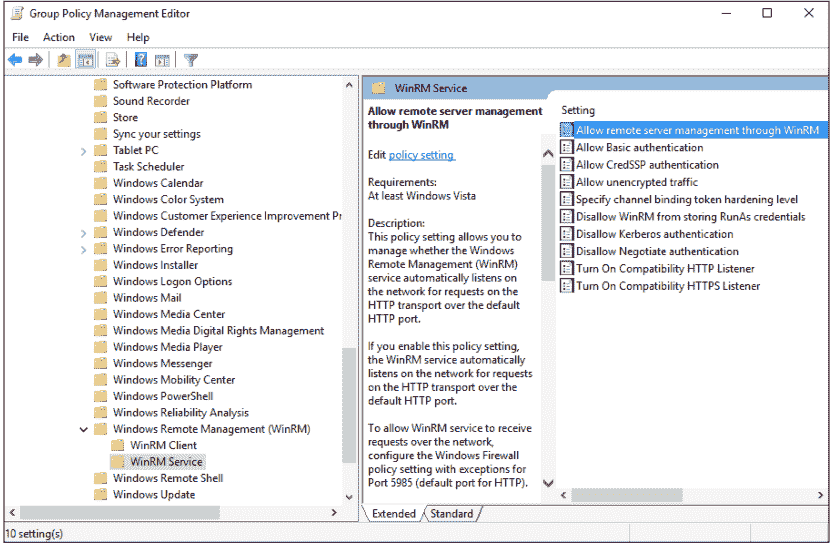 Group Policy Management Editor
File Action View Help
Software Protection Platform
Sound Recorder
Store
Sync your settings
Tablet PC
Task Scheduler
Windows Calendar
Windows Color System
Windows Customer Experience Improvement Pr
Windows Defender
Windows Error Reporting
Windows Installer
Windows Logon Options
Windows Mail
Windows Media Center
Windows Media Digital Rights Management
Windows Media Player
Windows Messenger
Windows Mobility Center
Windows PowerShell
Windows Reliability Analysis
Windows Remote Management (WinRM)
WinRM Client
WinRM Service
Windows Remote Shell
Windows Update
WinRM Service
Allow remote server management
through WinRM
Edit policy setting
Requirements:
At least Windows Vista
Description:
This policy setting allows you to
manage whether the Windows
Remote Management (WinRM)
service automatically listens on
the network for requests on the
HTTP transport over the default
HTTP port.
If you enable this policy setting,
the WinRM service automatically
listens on the network for requests
on the HTTP transport over the
default HTTP port.
To allow WinRM service to receive
requests over the network,
configure the Windows Firewall
policy setting with exceptions for
Port 5985 (default port for HTTP).
Setting
Allow remote server management through WinRM
Allow Basic authentication
Allow CredSSP authentication
Allow unencrypted traffic
Specify channel binding token hardening level
Disallow WinRM from storing RunAs credentials
Disallow Kerberos authentication
Disallow Negotiate authentication
Turn On Compatibility HTTP Listener
Turn On Compatibility HTTPS Listener
Extended Standard
10 setting(s)